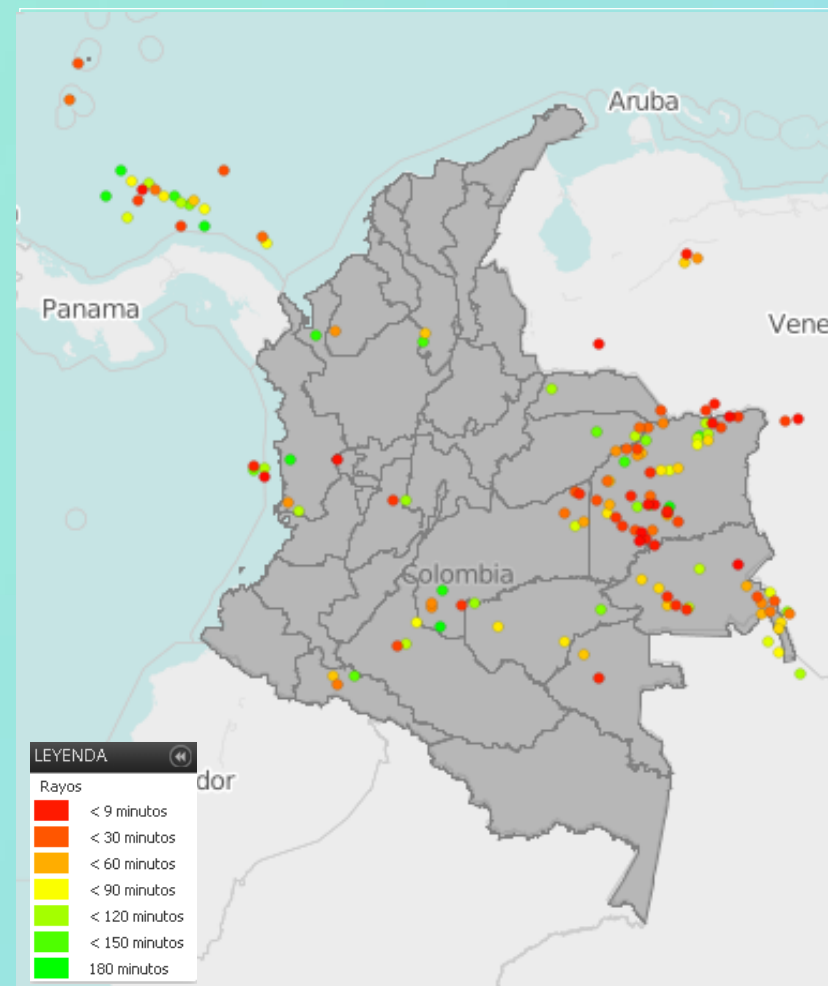 Aruba
Panama
Vene
Colombia
dor
LEYENDA
Rayos
< 9 minutos
< 30 minutos
< 60 minutos
< 90 minutos
< 120 minutos
< 150 minutos
180 minutos